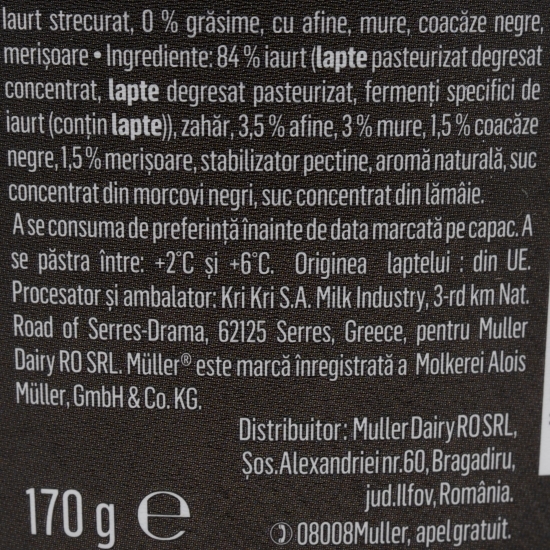 Iaurt strecurat, 0 % grăsime, cu afine, mure, coacăze negre,
merișoare • Ingrediente: 84 % iaurt (lapte pasteurizat degresat
concentrat, lapte degresat pasteurizat, fermenți specifici de
iaurt (conțin lapte)), zahăr, 3,5 % afine, 3 % mure, 1,5 % coacăze
negre, 1,5 % merișoare, stabilizator pectine, aromă naturală, suc
concentrat din morcovi negri, suc concentrat din lămâie.
A se consuma de preferință înainte de data marcată pe capac. A
se păstra între: +2°C și +6°C. Originea laptelui : din UE.
Procesator și ambalator: Kri Kri S.A. Milk Industry, 3-rd km Nat.
Road of Serres-Drama, 62125 Serres, Greece, pentru Muller
Dairy RO SRL. Müller® este marcă înregistrată a Molkerei Alois
Müller, GmbH & Co. KG.
Distribuitor: Muller Dairy RO SRL,
Șos. Alexandriei nr. 60, Bragadiru,
jud. Ilfov, România.
170 g ℮
08008Muller, apel gratuit.